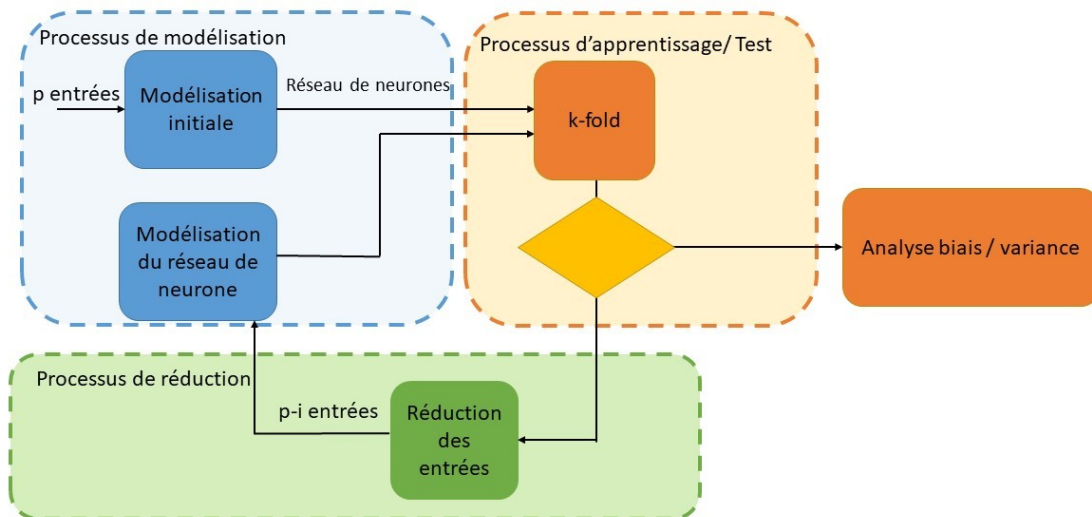 Processus de modélisation
p entrées
Modélisation
initiale
Réseau de neurones
Modélisation
du réseau de
neurone
Processus d’apprentissage/ Test
k-fold
Analyse biais / variance
Processus de réduction
p-i entrées
Réduction
des
entrées